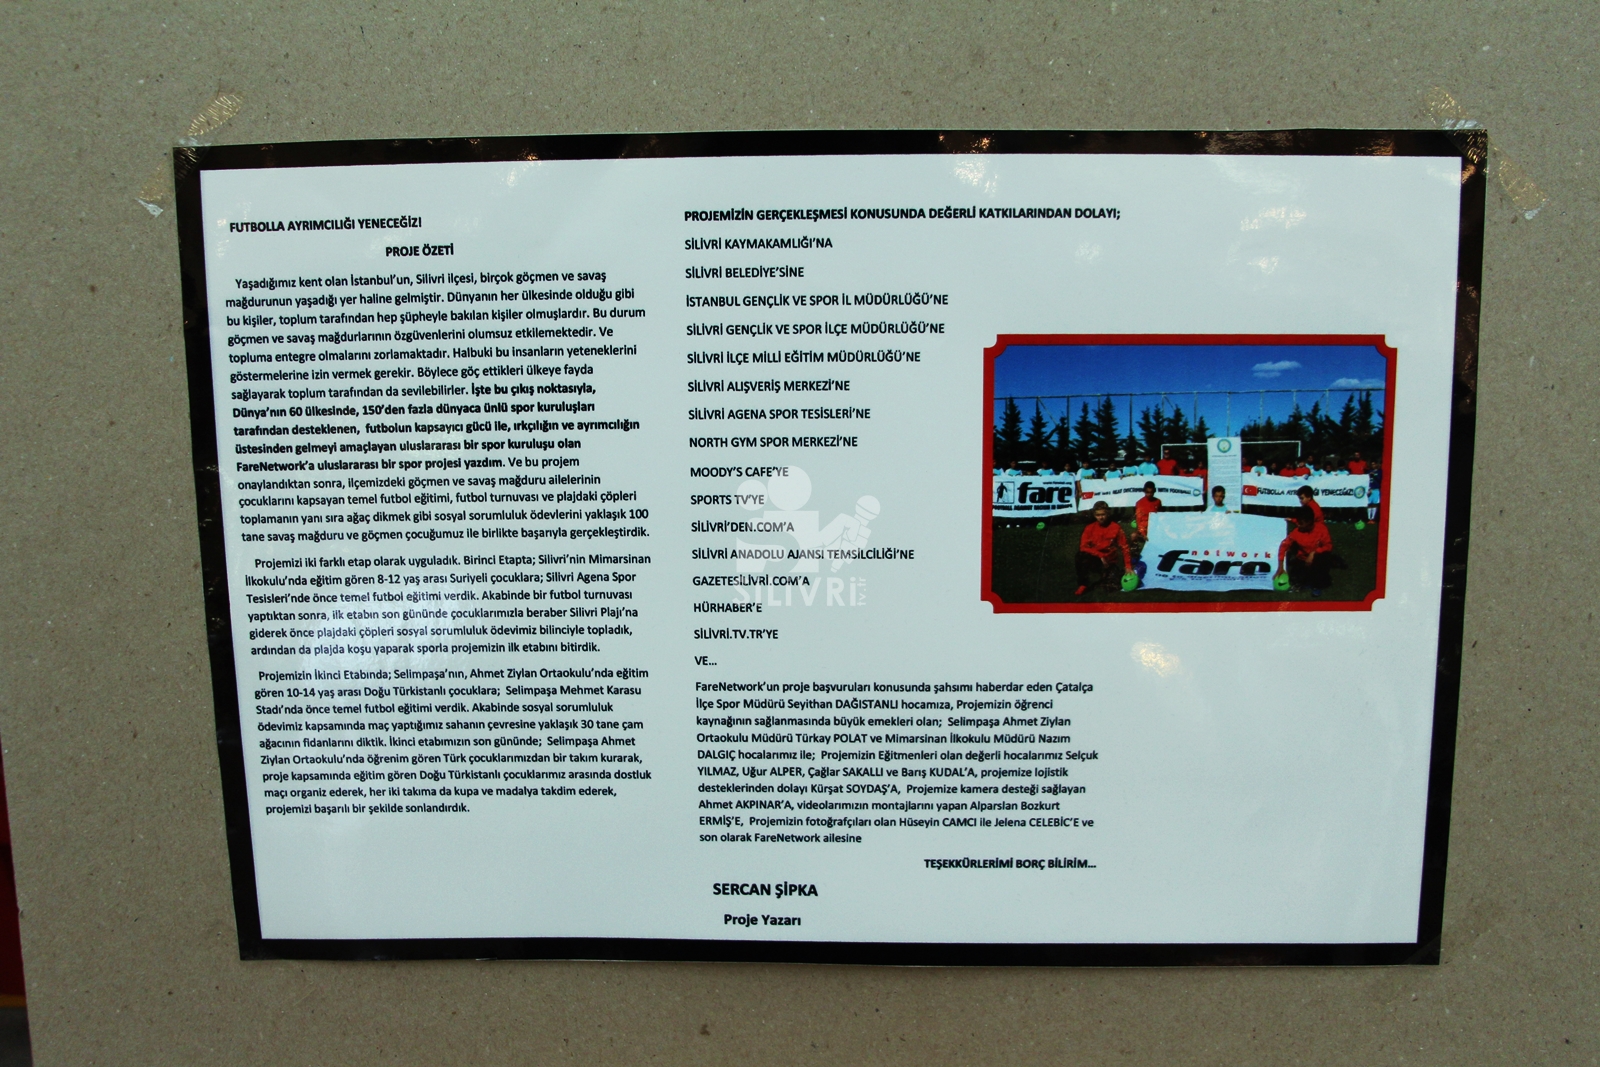 FUTBOLLA AYRIMCILIĞI YENECEĞİZ!
PROJE ÖZETİ
Yaşadığımız kent olan İstanbul'un, Silivri ilçesi, birçok göçmen ve savaş
mağdurunun yaşadığı yer haline gelmiştir. Dünyanın her ülkesinde olduğu gibi
bu kişiler, toplum tarafından hep şüpheyle bakılan kişiler olmuşlardır. Bu durum
göçmen ve savaş mağdurlarının özgüvenlerini olumsuz etkilemektedir. Ve
topluma entegre olmalarını zorlamaktadır. Halbuki bu insanların yeteneklerini
göstermelerine izin vermek gerekir. Böylece göç ettikleri ülkeye fayda
sağlayarak toplum tarafından da sevilebilirler. İşte bu çıkış noktasıyla,
Dünya'nın 60 ülkesinde, 150'den fazla dünyaca ünlü spor kuruluşları
tarafından desteklenen, futbolun kapsayıcı gücü ile, ırkçılığın ve ayrımcılığın
üstesinden gelmeyi amaçlayan uluslararası bir spor kuruluşu olan
FareNetwork'a uluslararası bir spor projesi yazdım. Ve bu projem
onaylandıktan sonra, ilçemizdeki göçmen ve savaş mağduru ailelerinin
çocuklarını kapsayan temel futbol eğitimi, futbol turnuvası ve plajdaki çöpleri
toplamanın yanı sıra ağaç dikmek gibi sosyal sorumluluk ödevlerini yaklaşık 100
tane savaş mağduru ve göçmen çocuğumuz ile birlikte başarıyla gerçekleştirdik.
Projemizi iki farklı etap olarak uyguladık. Birinci Etapta; Silivri'nin Mimarsinan
İlkokulu'nda eğitim gören 8-12 yaş arası Suriyeli çocuklara; Silivri Agena Spor
Tesisleri'nde önce temel futbol eğitimi verdik. Akabinde bir futbol turnuvası
yaptıktan sonra, ilk etabın son gününde çocuklarımızla beraber Silivri Plajı'na
giderek önce plajdaki çöpleri sosyal sorumluluk ödevimiz bilinciyle topladık,
ardından da plajda koşu yaparak sporla projemizin ilk etabını bitirdik.
Projemizin İkinci Etabında; Selimpaşa'nın, Ahmet Ziylan Ortaokulu'nda eğitim
gören 10-14 yaş arası Doğu Türkistanlı çocuklara; Selimpaşa Mehmet Karasu
Stadı'nda önce temel futbol eğitimi verdik. Akabinde sosyal sorumluluk
ödevimiz kapsamında maç yaptığımız sahanın çevresine yaklaşık 30 tane çam
ağacının fidanlarını diktik. İkinci etabımızın son gününde; Selimpaşa Ahmet
Ziylan Ortaokulu'nda öğrenim gören Türk çocuklarımızdan bir takım kurarak,
proje kapsamında eğitim gören Doğu Türkistanlı çocuklarımız arasında dostluk
maçı organiz ederek, her iki takıma da kupa ve madalya takdim ederek,
projemizi başarılı bir şekilde sonlandırdık.
PROJEMİZİN GERÇEKLEŞMESİ KONUSUNDA DEĞERLİ KATKILARINDAN DOLAYI;
SİLİVRİ KAYMAKAMLIĞI'NA
SİLİVRİ BELEDİYE'SİNE
İSTANBUL GENÇLİK VE SPOR İL MÜDÜRLÜĞÜ'NE
SİLİVRİ GENÇLİK VE SPOR İLÇE MÜDÜRLÜĞÜ'NE
SİLİVRİ İLÇE MİLLİ EĞİTİM MÜDÜRLÜĞÜ'NE
SİLİVRİ ALIŞVERİŞ MERKEZİ'NE
SİLİVRİ AGENA SPOR TESİSLERİ'NE
NORTH GYM SPOR MERKEZİ'NE
MOODY'S CAFE'YE
SPORTS TV'YE
SİLİVRİ'DEN.COM'A
SİLİVRİ ANADOLU AJANSI TEMSİLCİLİĞİ'NE
GAZETESİLİVRİ.COM'A
HÜRHABER'E
SİLİVRİ.TV.TR'YE
VE...
FareNetwork'un proje başvuruları konusunda şahsımı haberdar eden Çatalça
İlçe Spor Müdürü Seyithan DAĞISTANLI hocamıza, Projemizin öğrenci
kaynağının sağlanmasında büyük emekleri olan; Selimpaşa Ahmet Ziylan
Ortaokulu Müdürü Türkay POLAT ve Mimarsinan İlkokulu Müdürü Nazım
DALGIÇ hocalarımız ile; Projemizin Eğitmenleri olan değerli hocalarımız Selçuk
YILMAZ, Uğur ALPER, Çağlar SAKALLI ve Barış KUDAL'A, projemize lojistik
desteklerinden dolayı Kürşat SOYDAŞ'A, Projemize kamera desteği sağlayan
Ahmet AKPINAR'A, videolarımızın montajlarını yapan Alparslan Bozkurt
ERMİŞ'E, Projemizin fotoğrafçıları olan Hüseyin CAMCI ile Jelena CELEBİC'E ve
son olarak FareNetwork ailesine
TEŞEKKÜRLERİMİ BORÇ BİLİRİM...
SERCAN ŞİPKA
Proje Yazarı
fare
FUTBOLLA AYRIMCILIĞI YENECEĞİZ!
network
fare
SİLİVRİ
tv.tr